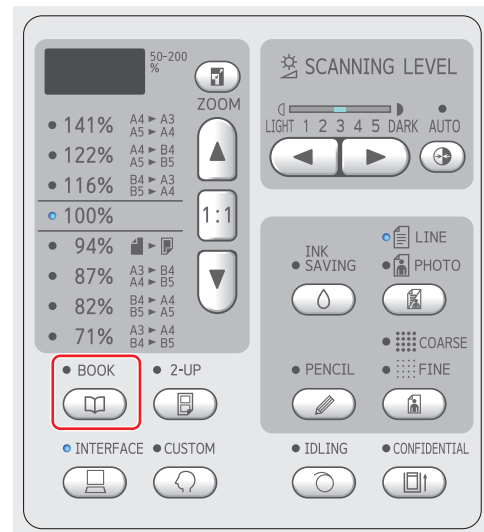 50-200
%
ZOOM
141% A4 ► A3
A5 ► A4
122% A4 ► B4
A5 ► B5
116% B4 ► A3
B5 ► A4
100%
94%
87% A3 ► B4
A4 ► B5
82% B4 ► A4
B5 ► A5
71% A3 ► A4
B4 ► B5
1:1
SCANNING LEVEL
LIGHT 1 2 3 4 5 DARK AUTO
INK
SAVING
LINE
PHOTO
COARSE
PENCIL
FINE
BOOK 2-UP
INTERFACE CUSTOM
IDLING CONFIDENTIAL